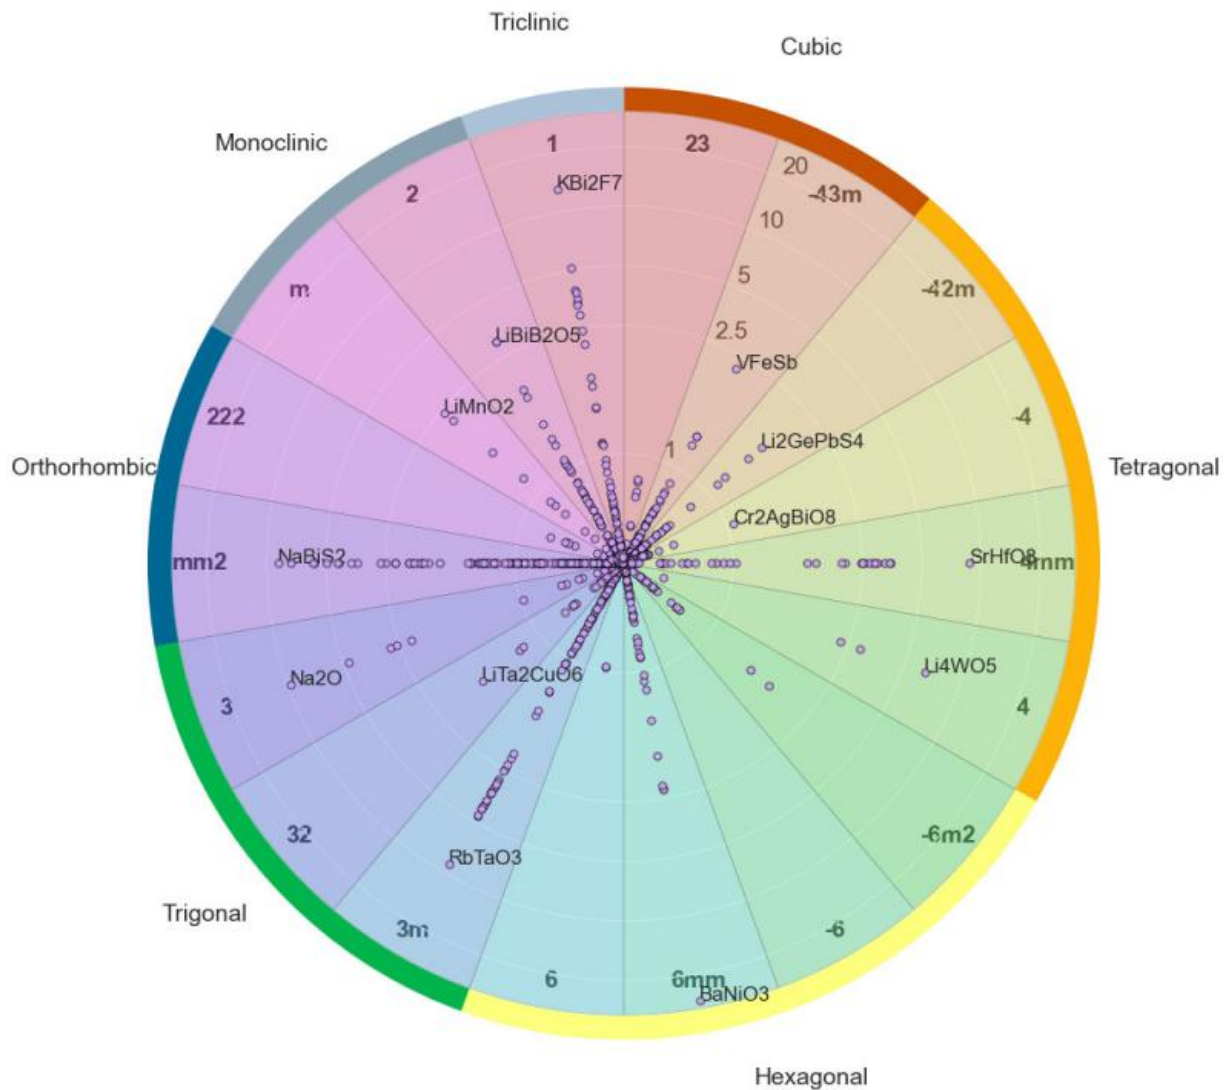 Triclinic
Cubic
Monoclinic
1
23
20
-43m
KBi2F7
2
10
m
5
-42m
2.5
LiBiB2O5
VFeSb
LiMnO2
222
-4
1
Li2GePbS4
Orthorhombic
Tetragonal
Cr2AgBiO8
mm2
NaBiS2
SrHfO3
4mm
Na2O
LiTa2CuO6
Li4WO5
3
4
32
-6m2
RbTaO3
Trigonal
3m
-6
6
6mm
BaNiO3
Hexagonal